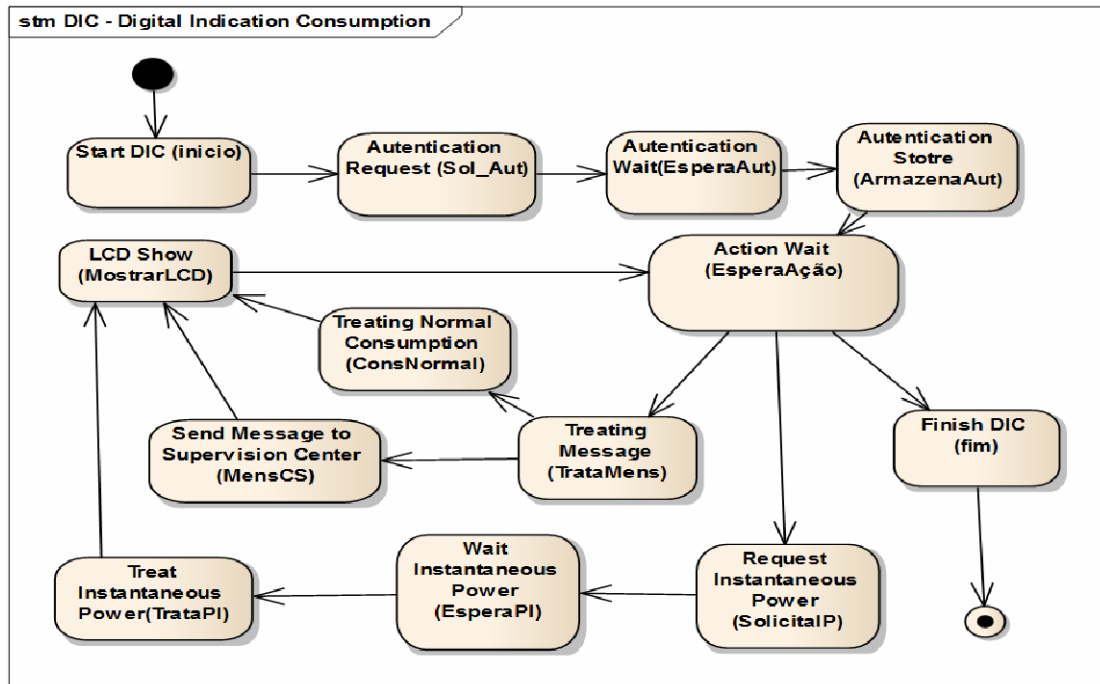 stm DIC - Digital Indication Consumption
Start DIC (inicio)
Autentication
Request (Sol_Aut)
Autentication
Wait(EsperaAut)
Autentication
Stotre
(ArmazenaAut)
LCD Show
(MostrarLCD)
Action Wait
(EsperaAção)
Treating Normal
Consumption
(ConsNormal)
Send Message to
Supervision Center
(MensCS)
Treating
Message
(TrataMens)
Finish DIC
(fim)
Treat
Instantaneous
Power(TrataPI)
Wait
Instantaneous
Power
(EsperaPI)
Request
Instantaneous
Power
(SolicitaIP)